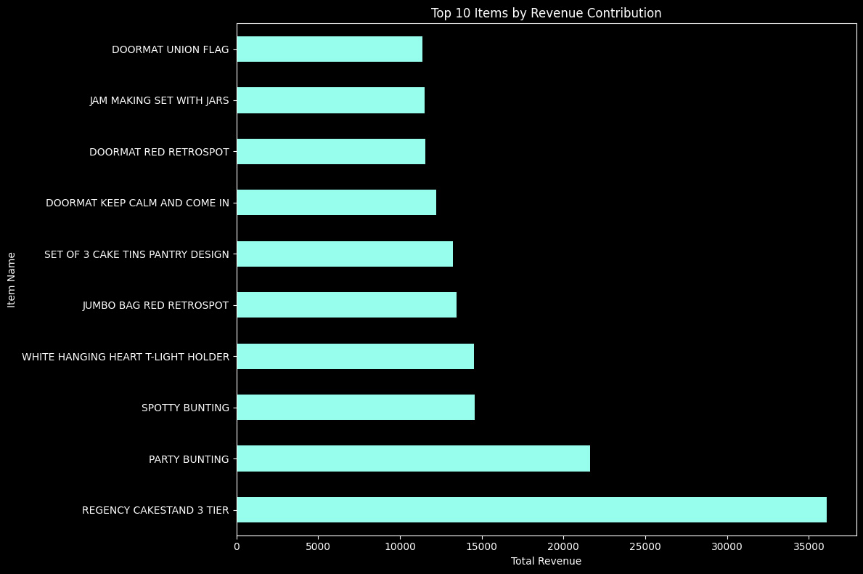 Top 10 Items by Revenue Contribution
DOORMAT UNION FLAG
JAM MAKING SET WITH JARS
DOORMAT RED RETROSPOT
DOORMAT KEEP CALM AND COME IN
SET OF 3 CAKE TINS PANTRY DESIGN
JUMBO BAG RED RETROSPOT
WHITE HANGING HEART T-LIGHT HOLDER
SPOTTY BUNTING
PARTY BUNTING
REGENCY CAKESTAND 3 TIER
Item Name
0 5000 10000 15000 20000 25000 30000 35000
Total Revenue